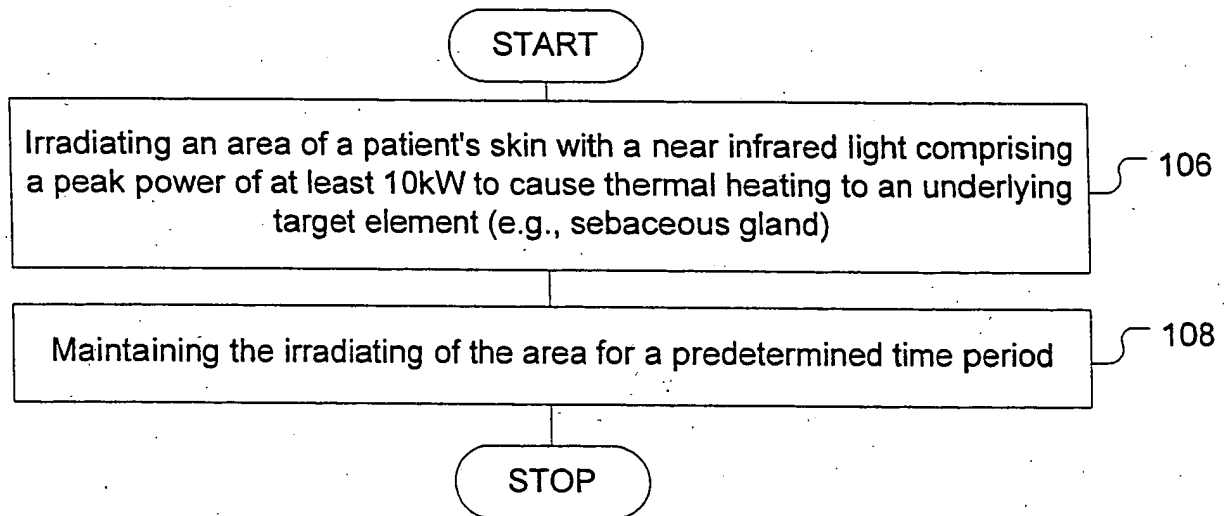 START
Irradiating an area of a patient's skin with a near infrared light comprising
a peak power of at least 10kW to cause thermal heating to an underlying
target element (e.g., sebaceous gland)
106
Maintaining the irradiating of the area for a predetermined time period
108
STOP